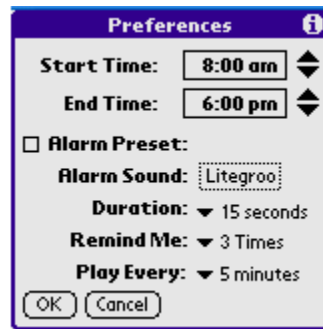 Preferences i
Start Time: 8:00 am
End Time: 6:00 pm
Alarm Preset:
Alarm Sound: Litegroo
Duration: 15 seconds
Remind Me: 3 Times
Play Every: 5 minutes
OK Cancel